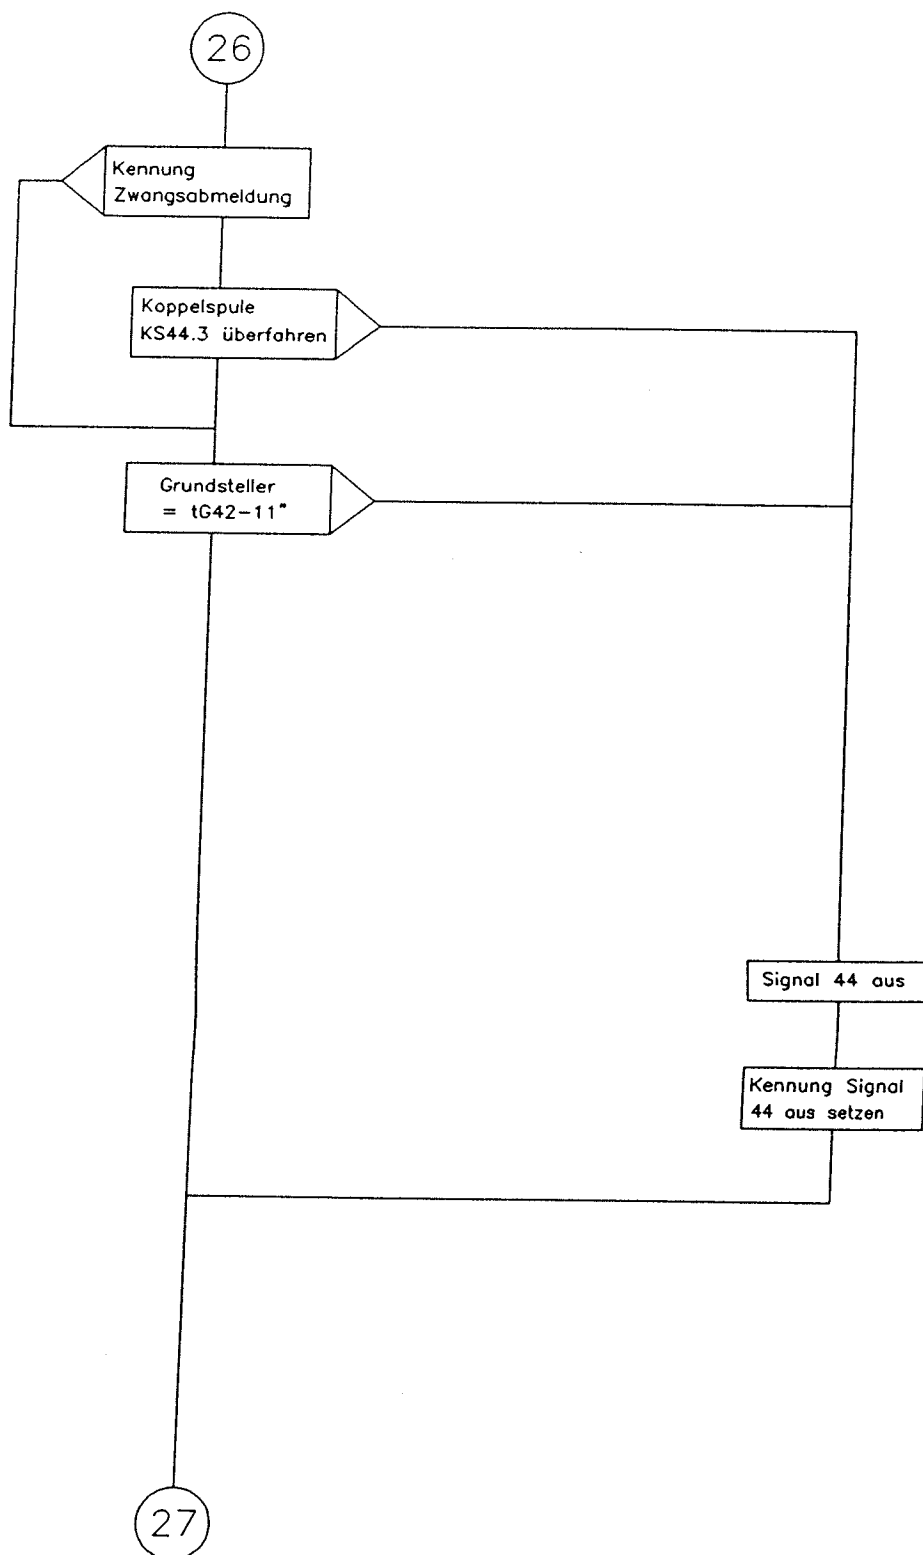 26
Kennung
Zwangsabmeldung
Koppelspule
KS44.3 überfahren
Grundsteller
= tG42-11"
Signal 44 aus
Kennung Signal
44 aus setzen
27